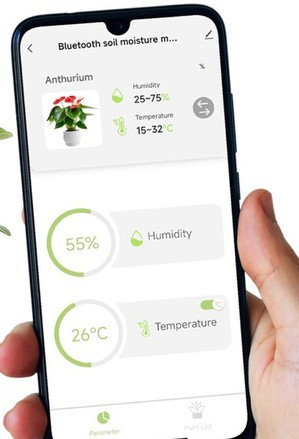 Bluetooth soil moisture m...
Anthurium
Humidity
25~75%
Temperature
15~32°C
55%
Humidity
°C
26°C
Temperature
Parameter
Plant List